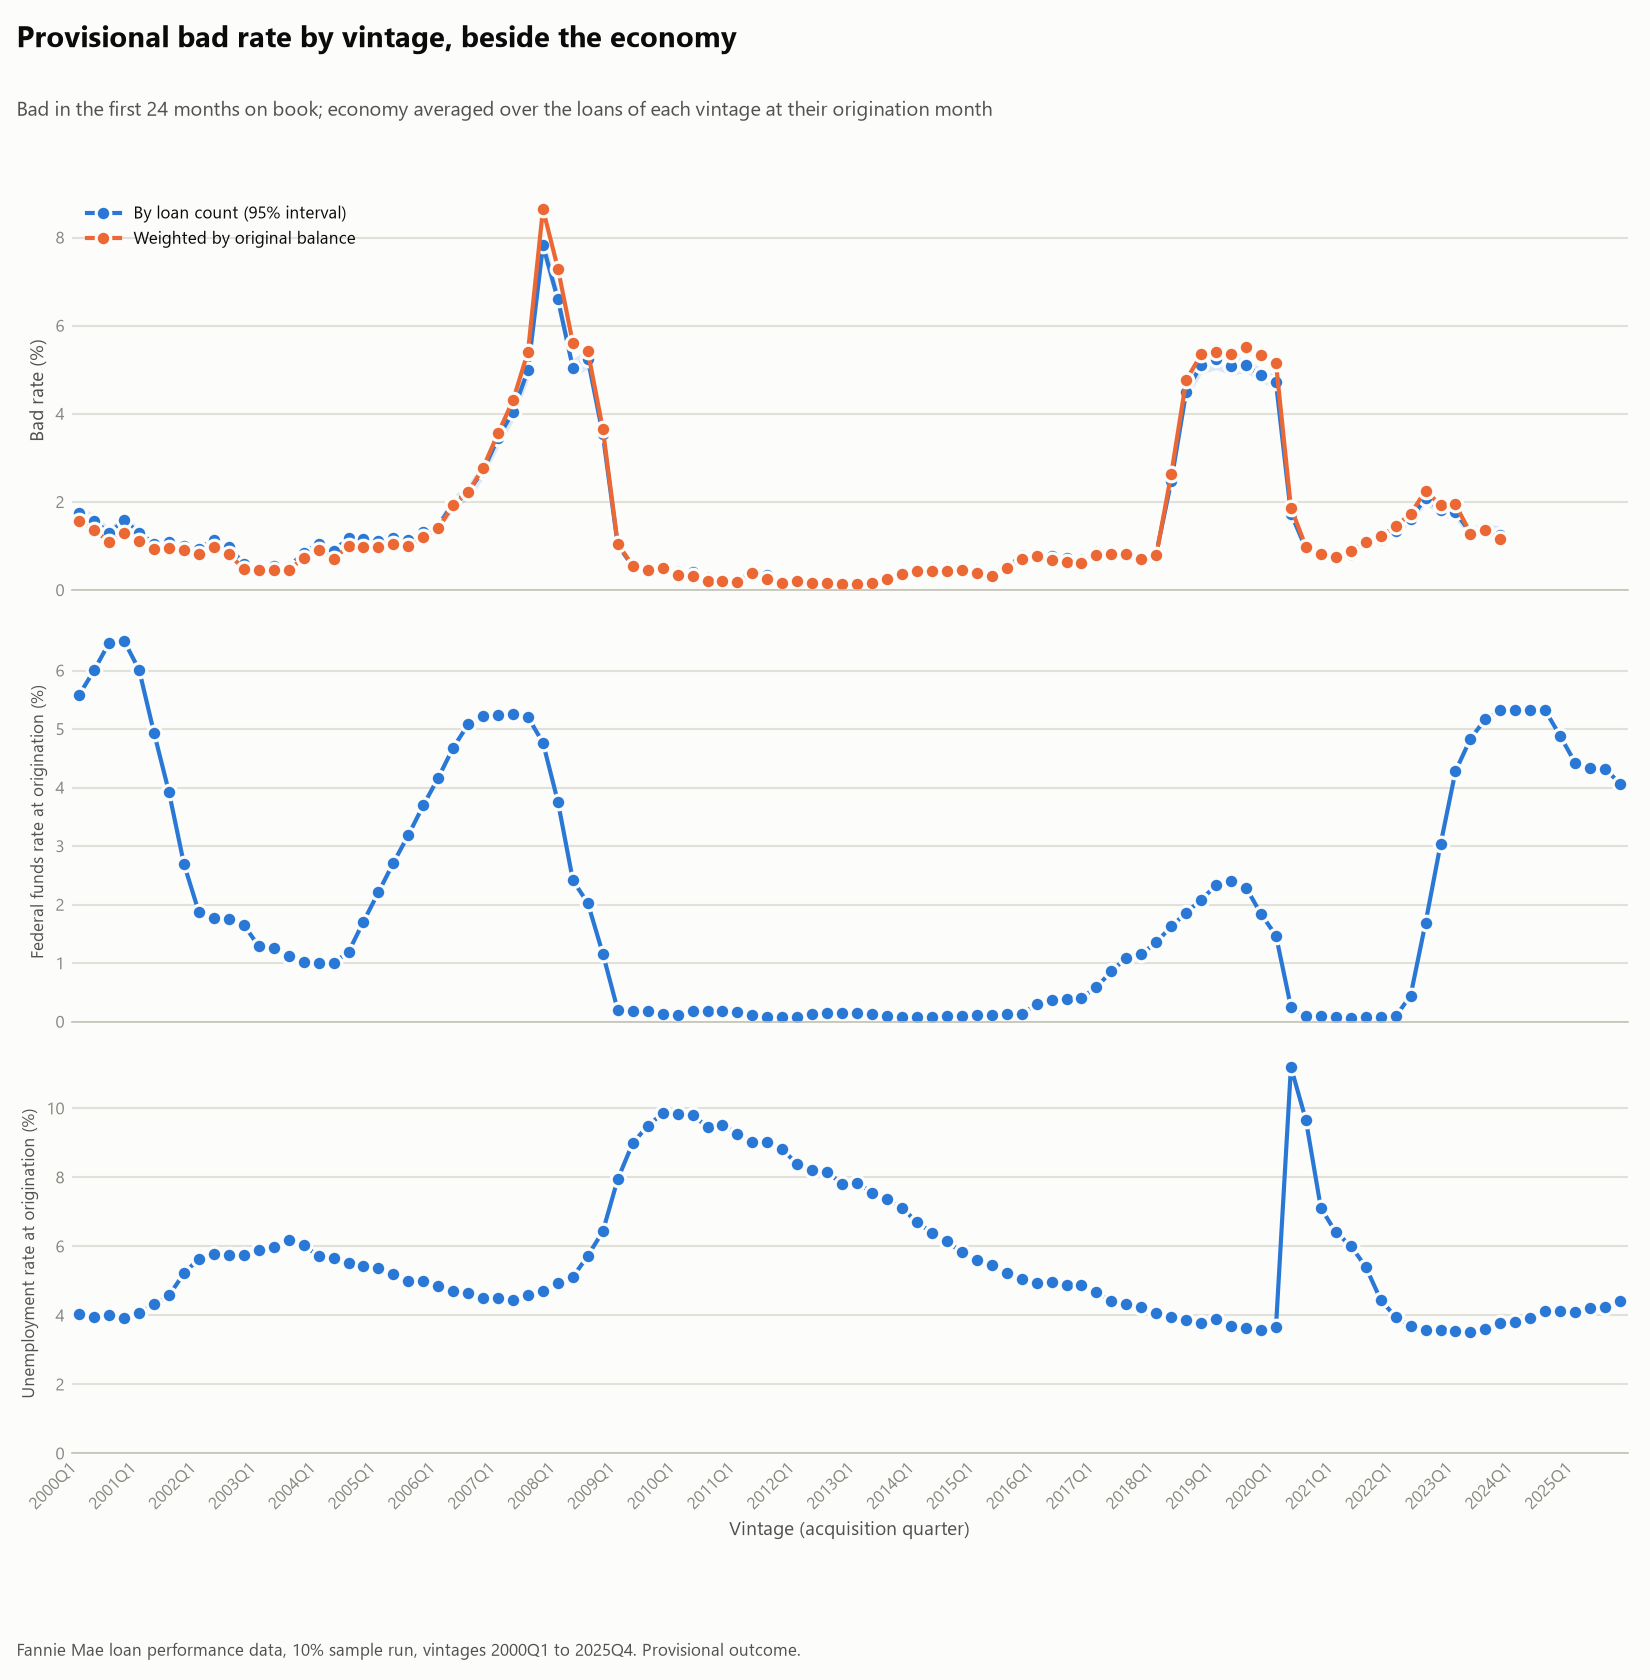 Provisional bad rate by vintage, beside the economy
Bad in the first 24 months on book; economy averaged over the loans of each vintage at their origination month
By loan count (95% interval)
Weighted by original balance
Bad rate (%)
8
6
4
2
0
Federal funds rate at origination (%)
6
5
4
3
2
1
0
Unemployment rate at origination (%)
10
8
6
4
2
0
2000Q1
2001Q1
2002Q1
2003Q1
2004Q1
2005Q1
2006Q1
2007Q1
2008Q1
2009Q1
2010Q1
2011Q1
2012Q1
2013Q1
2014Q1
2015Q1
2016Q1
2017Q1
2018Q1
2019Q1
2020Q1
2021Q1
2022Q1
2023Q1
2024Q1
2025Q1
Vintage (acquisition quarter)
Fannie Mae loan performance data, 10% sample run, vintages 2000Q1 to 2025Q4. Provisional outcome.